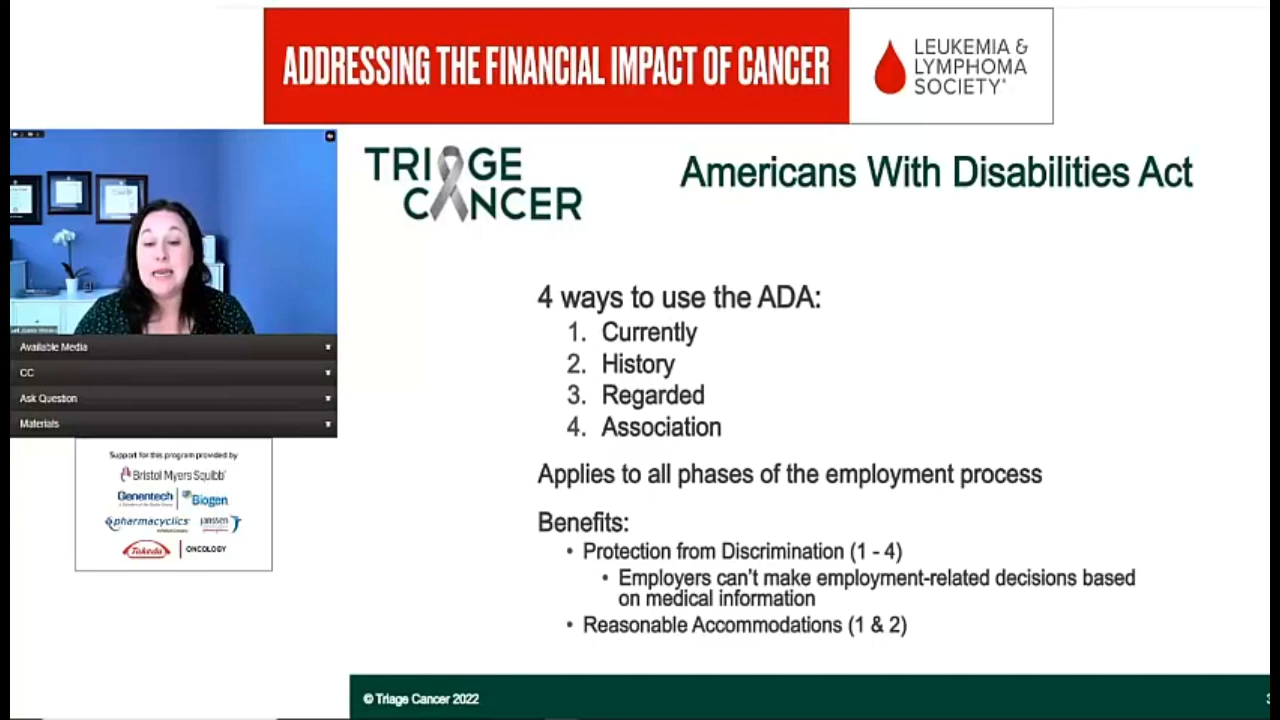 ADDRESSING THE FINANCIAL IMPACT OF CANCER
LEUKEMIA &
LYMPHOMA
SOCIETY®
TRIAGE
CANCER
Americans With Disabilities Act
4 ways to use the ADA:
1. Currently
2. History
3. Regarded
4. Association
Applies to all phases of the employment process
Benefits:
• Protection from Discrimination (1 - 4)
• Employers can't make employment-related decisions based
on medical information
• Reasonable Accommodations (1 & 2)
© Triage Cancer 2022
Available Media
CC
Ask Question
Materials
Support for this program provided by
Bristol Myers Squibb
Genentech
Biogen
pharmacyclics
janssen
Takeda
ONCOLOGY